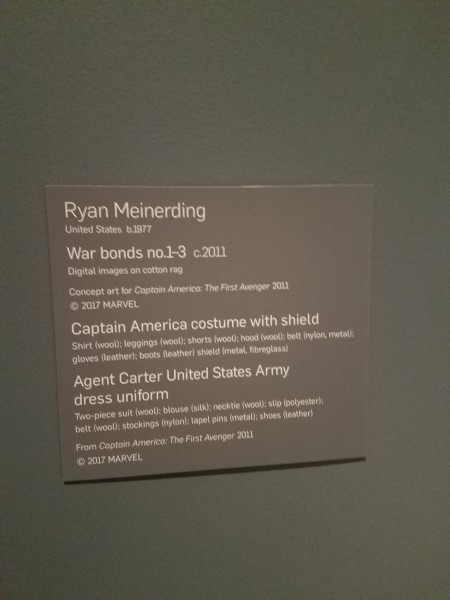 Ryan Meinerding
United States b.1977
War bonds no.1–3 c.2011
Digital images on cotton rag
Concept art for Captain America: The First Avenger 2011
© 2017 MARVEL
Captain America costume with shield
Shirt (wool); leggings (wool); shorts (wool); hood (wool); belt (nylon, metal);
gloves (leather); boots (leather) shield (metal, fibreglass)
Agent Carter United States Army
dress uniform
Two-piece suit (wool); blouse (silk); necktie (wool); slip (polyester);
belt (wool); stockings (nylon); lapel pins (metal); shoes (leather)
From Captain America: The First Avenger 2011
© 2017 MARVEL